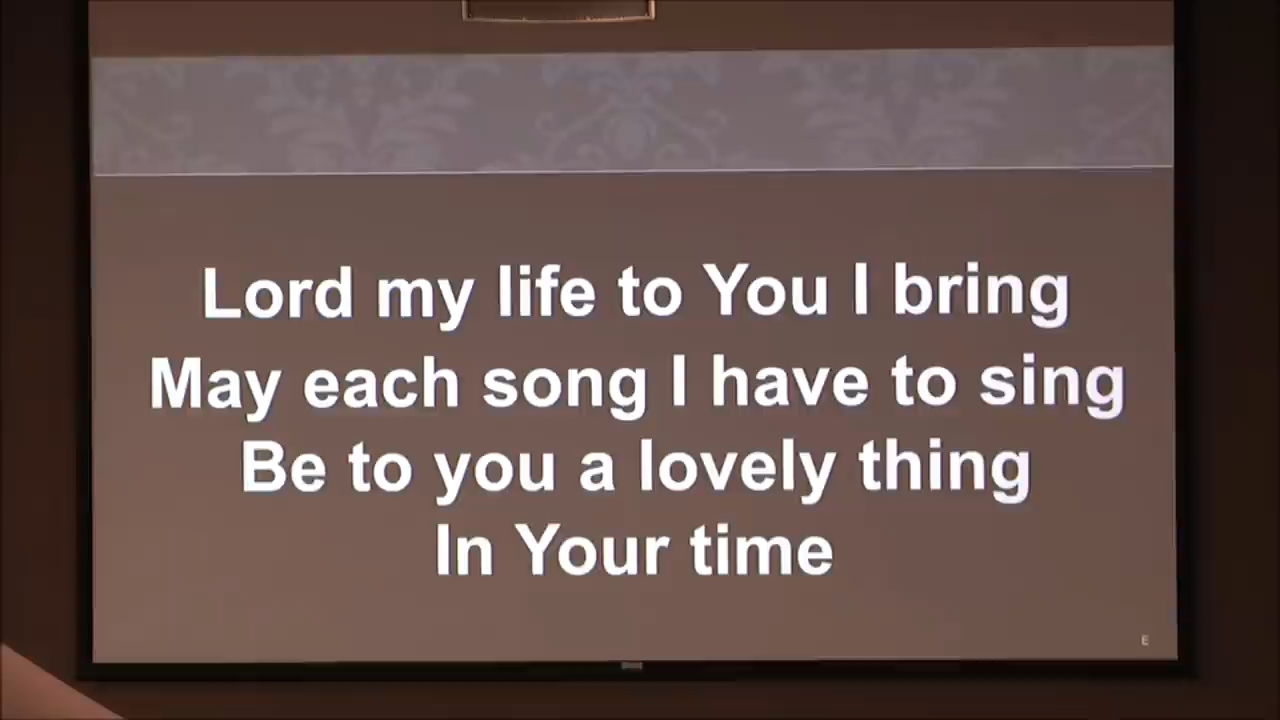 Lord my life to You I bring
May each song I have to sing
Be to you a lovely thing
In Your time
E